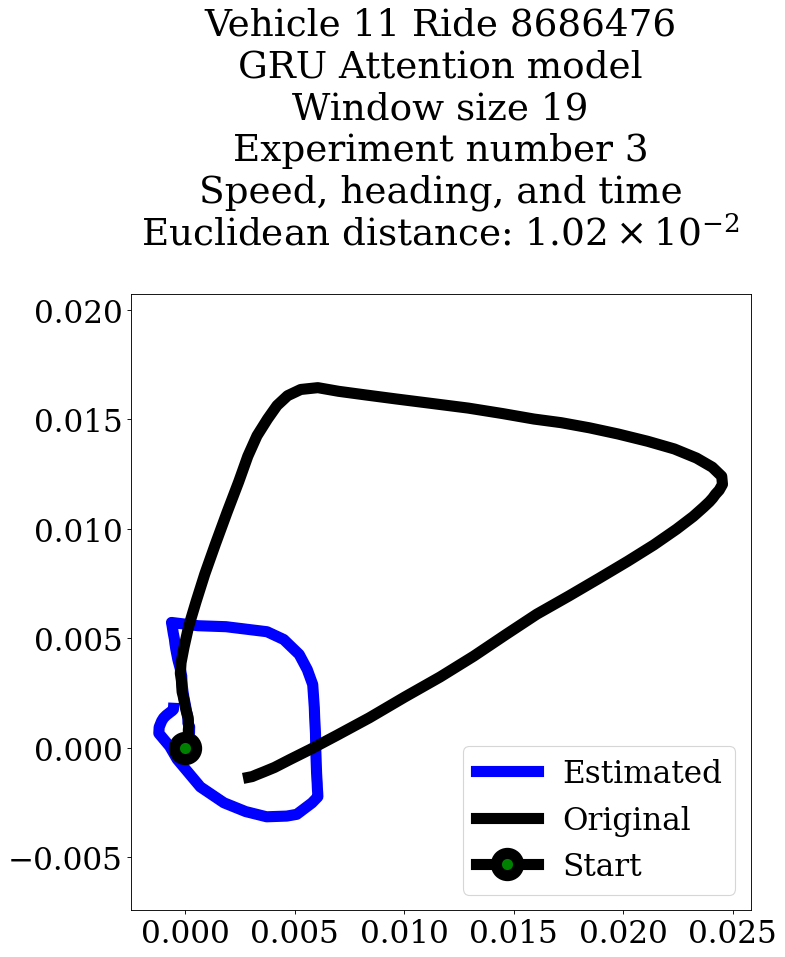 Vehicle 11 Ride 8686476
GRU Attention model
Window size 19
Experiment number 3
Speed, heading, and time
Euclidean distance: 1.02 × 10⁻²
0.020
0.015
0.010
0.005
0.000
−0.005
Estimated
Original
Start
0.000 0.005 0.010 0.015 0.020 0.025